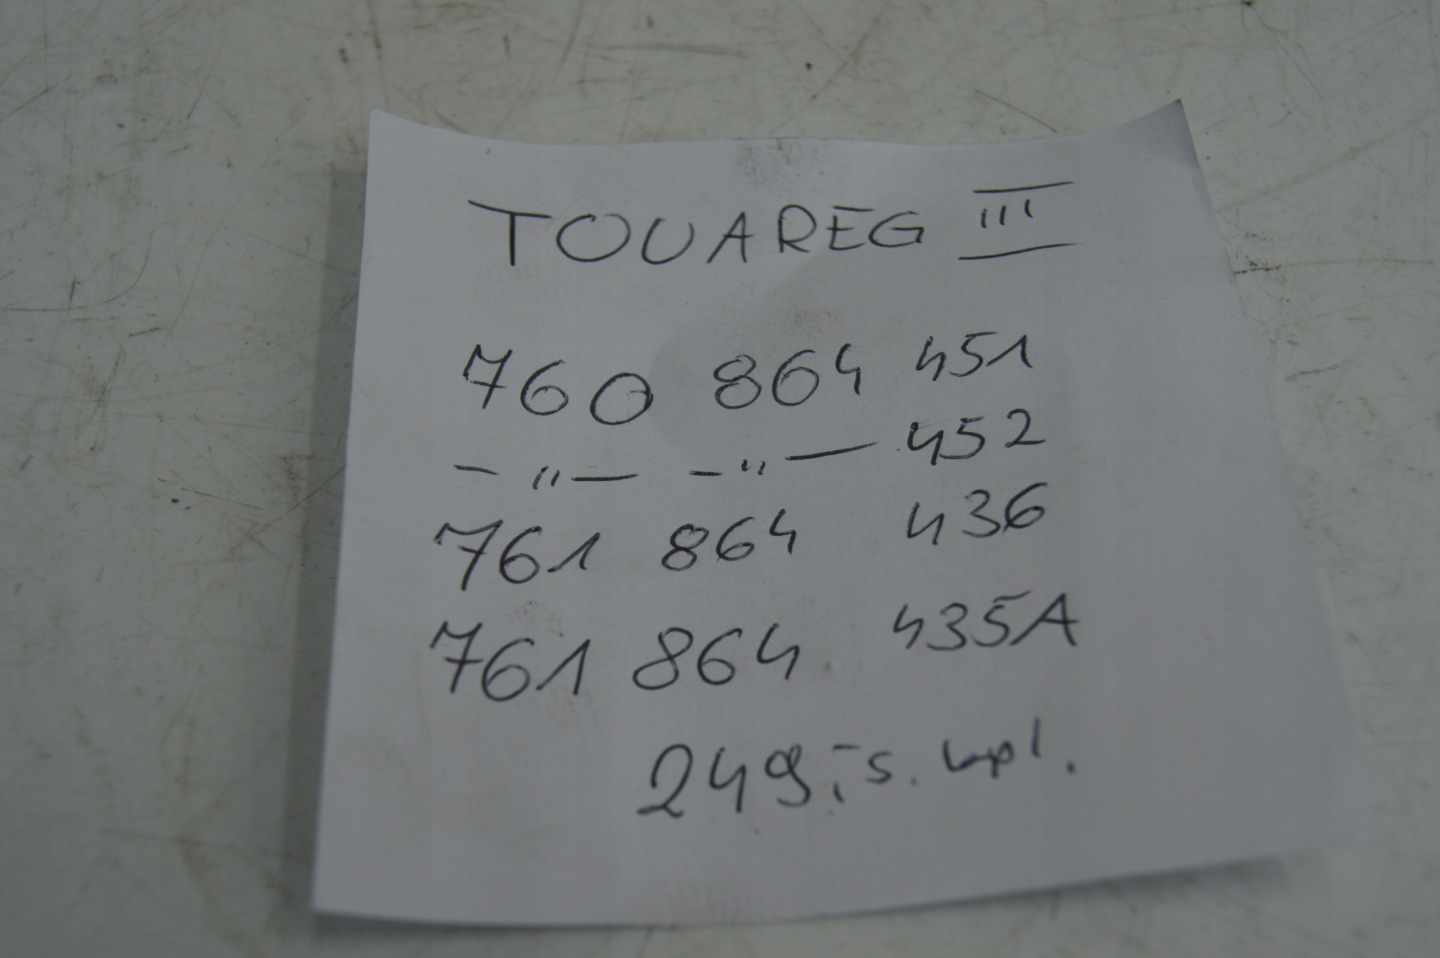 TOUAREG III
760 864 451
— " — — " — 452
761 864 436
761 864 435A
249,- s. kpl.